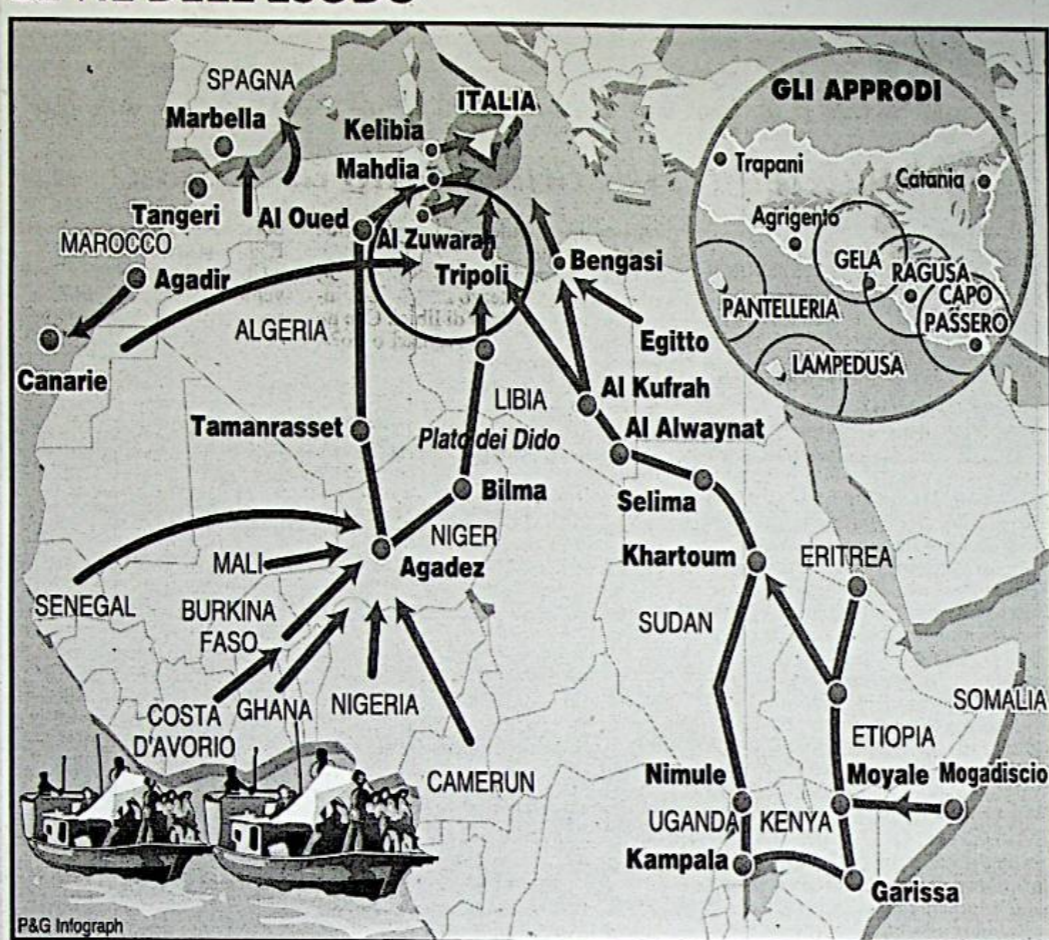 SPAGNA
ITALIA
Marbella
Kelibia
Mahdia
Tangeri
Al Oued
MAROCCO
Al Zuwarah
Agadir
Tripoli
Bengasi
ALGERIA
Egitto
Canarie
LIBIA
Al Kufrah
Tamanrasset
Plato dei Dido
Al Alwaynat
Bilma
Selima
NIGER
MALI
Agadez
Khartoum
ERITREA
SENEGAL
BURKINA
FASO
SUDAN
COSTA
D'AVORIO
GHANA
NIGERIA
SOMALIA
ETIOPIA
CAMERUN
Nimule
Moyale
Mogadiscio
UGANDA
KENYA
Kampala
Garissa
GLI APPRODI
Trapani
Catania
Agrigento
GELA
RAGUSA
CAPO
PASSERO
PANTELLERIA
LAMPEDUSA
P&G Infograph